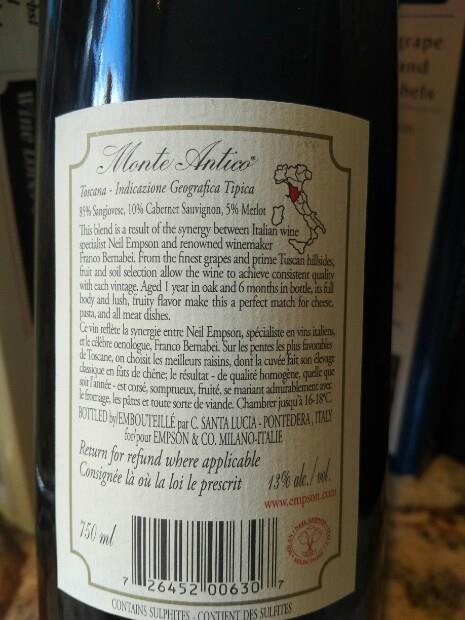 Monte Antico®
Toscana - Indicazione Geografica Tipica
85% Sangiovese, 10% Cabernet Sauvignon, 5% Merlot
This blend is a result of the synergy between Italian wine
specialist Neil Empson and renowned winemaker
Franco Bernabei. From the finest grapes and prime Tuscan hillsides,
fruit and soil selection allow the wine to achieve consistent quality
with each vintage. Aged 1 year in oak and 6 months in bottle, its full
body and lush, fruity flavor make this a perfect match for cheese,
pasta, and all meat dishes.
Ce vin reflète la synergie entre Neil Empson, spécialiste en vins italiens,
et le célèbre oenologue, Franco Bernabei. Sur les pentes les plus favorables
de Toscane, on choisit les meilleurs raisins, dont la cuvée fait son élevage
classique en fûts de chêne; le résultat - de qualité homogène, quelle que
soit l'année - est corsé, somptueux, fruité, se mariant admirablement avec
le fromage, les pâtes et toute sorte de viande. Chambrer jusqu'à 16-18°C.
BOTTLED by/EMBOUTEILLÉ par C. SANTA LUCIA - PONTEDERA , ITALY
for/pour EMPSON & CO. MILANO-ITALIE
Return for refund where applicable
Consignée là où la loi le prescrit
13% alc./ vol.
www.empson.com
750 ml
7 26452 00630 7
CONTAINS SULPHITES - CONTIENT DES SULFITES
grape
and
bels
Wine